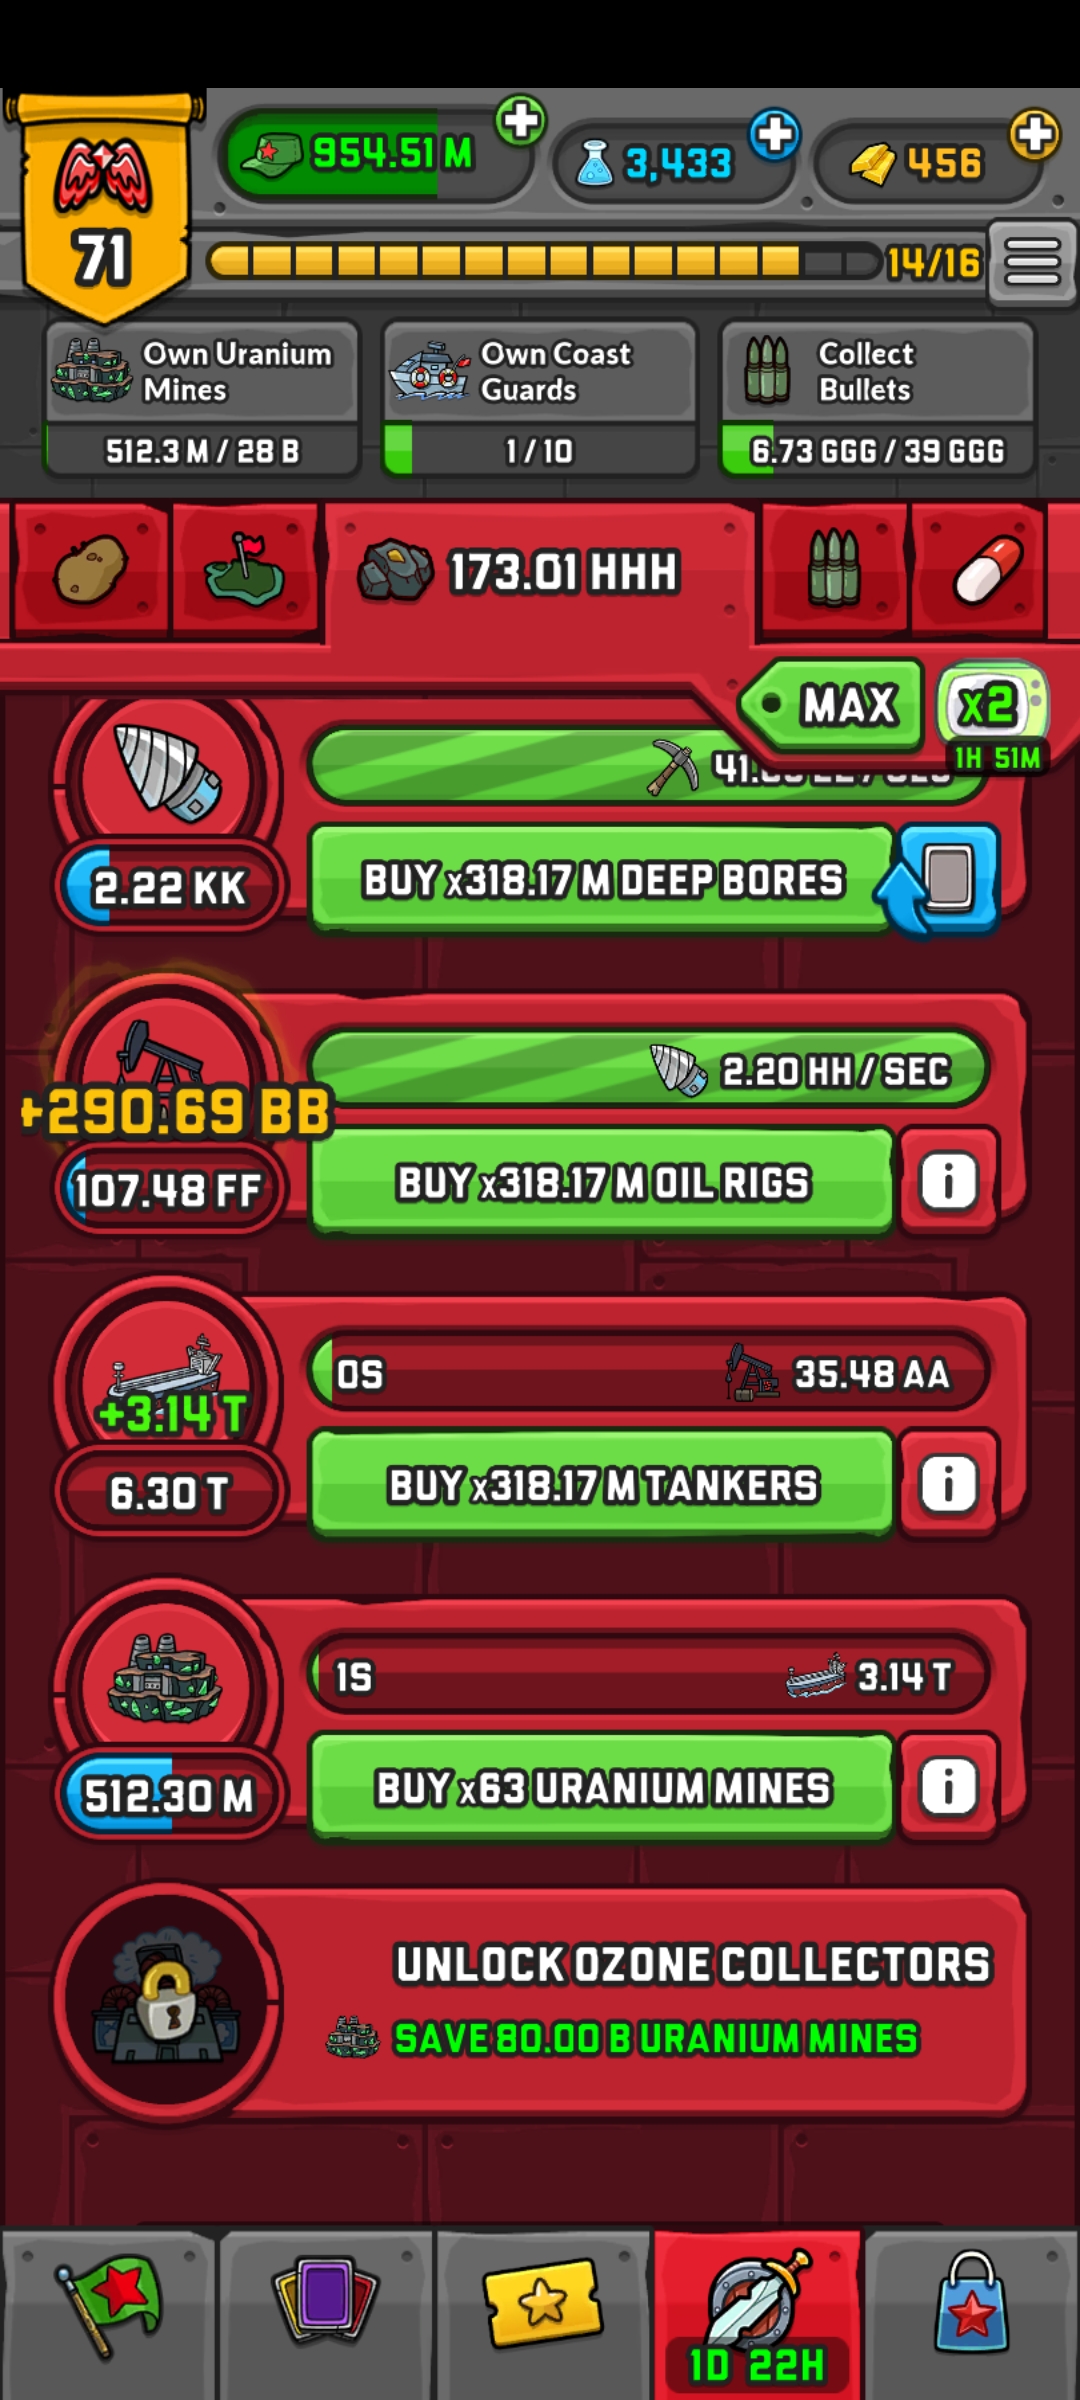 954.51 M
3,433
456
71
14/16
Own Uranium
Mines
512.3 M / 28 B
Own Coast
Guards
1 / 10
Collect
Bullets
6.73 GGG / 39 GGG
173.01 HHH
MAX
x2
1H 51M
2.22 KK
BUY x318.17 M DEEP BORES
+290.69 BB
2.20 HH / SEC
107.48 FF
BUY x318.17 M OIL RIGS
i
0S
35.48 AA
+3.14 T
6.30 T
BUY x318.17 M TANKERS
i
1S
3.14 T
512.30 M
BUY x63 URANIUM MINES
i
UNLOCK OZONE COLLECTORS
SAVE 80.00 B URANIUM MINES
1D 22H